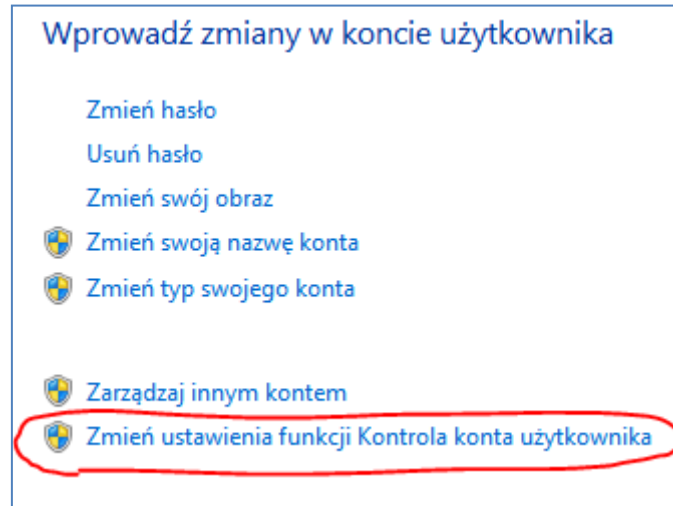 Wprowadź zmiany w koncie użytkownika
Zmień hasło
Usuń hasło
Zmień swój obraz
Zmień swoją nazwę konta
Zmień typ swojego konta
Zarządzaj innym kontem
Zmień ustawienia funkcji Kontrola konta użytkownika